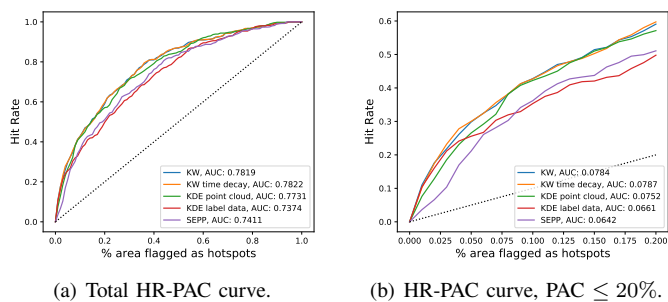 1.0
0.8
0.6
0.4
0.2
0.0
Hit Rate
KW, AUC: 0.7819
KW time decay, AUC: 0.7822
KDE point cloud, AUC: 0.7731
KDE label data, AUC: 0.7374
SEPP, AUC: 0.7411
0.0 0.2 0.4 0.6 0.8 1.0
% area flagged as hotspots
(a) Total HR-PAC curve.
0.6
0.5
0.4
0.3
0.2
0.1
0.0
Hit Rate
KW, AUC: 0.0784
KW time decay, AUC: 0.0787
KDE point cloud, AUC: 0.0752
KDE label data, AUC: 0.0661
SEPP, AUC: 0.0642
0.000 0.025 0.050 0.075 0.100 0.125 0.150 0.175 0.200
% area flagged as hotspots
(b) HR-PAC curve, PAC ≤ 20%.